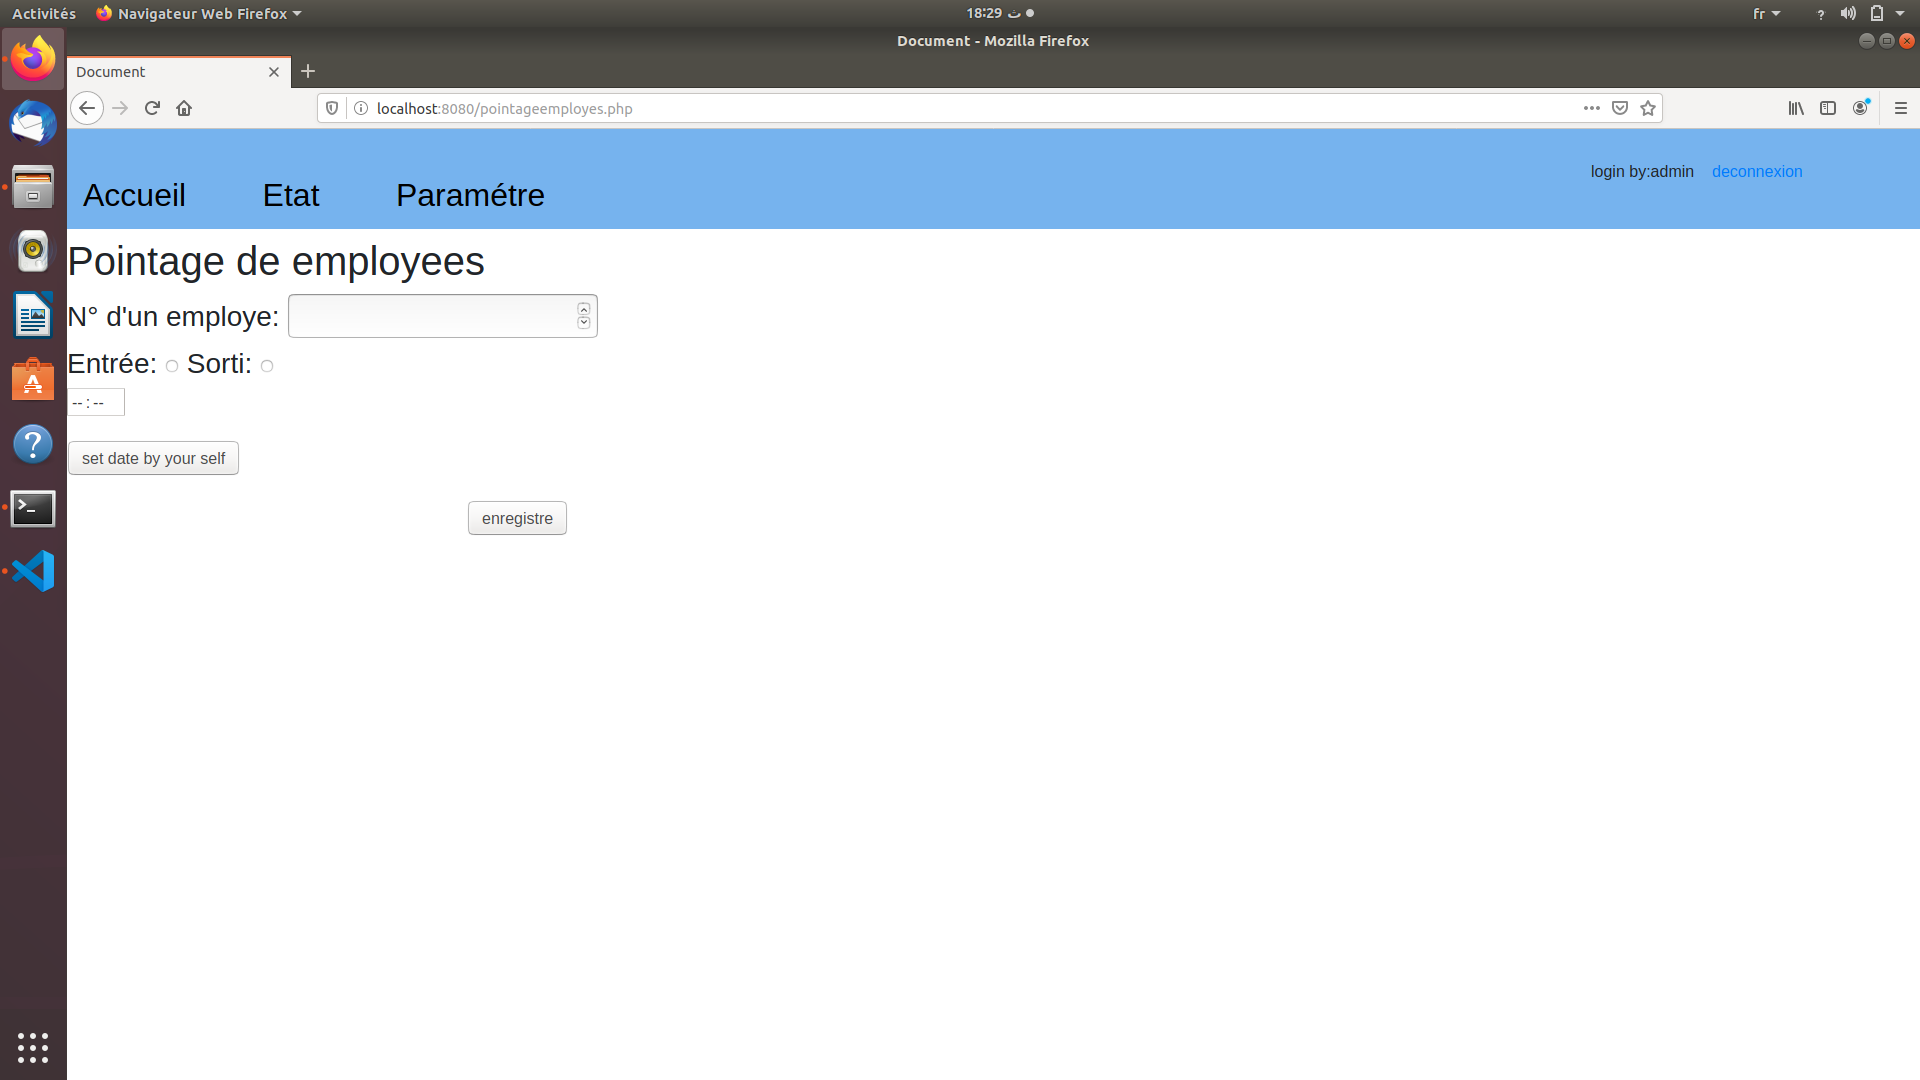 Activités Navigateur Web Firefox 18:29 ث fr ?
Document - Mozilla Firefox
Document
localhost:8080/pointageemployes.php
login by:admin deconnexion
Accueil Etat Paramétre
Pointage de employees
N° d'un employe:
Entrée: Sorti:
-- : --
set date by your self
enregistre